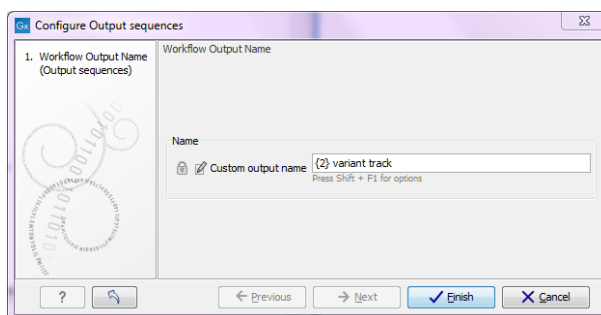 Gx Configure Output sequences
1. Workflow Output Name
(Output sequences)
Workflow Output Name
Name
Custom output name {2} variant track
Press Shift + F1 for options
? Previous Next Finish Cancel